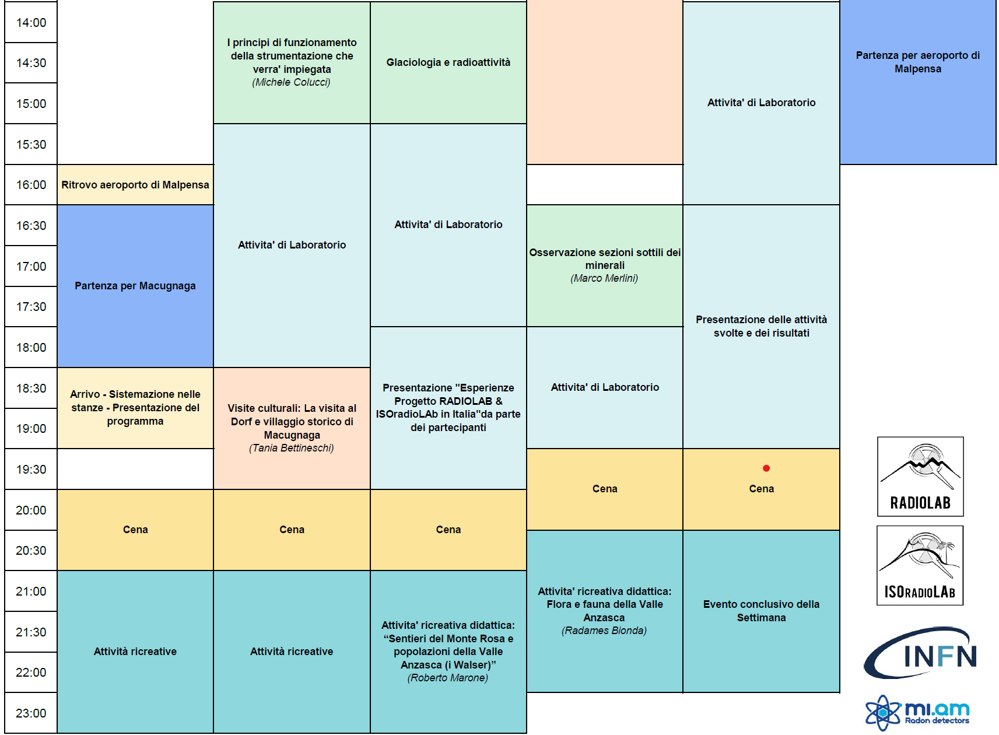 14:00
14:30
15:00
15:30
16:00
16:30
17:00
17:30
18:00
18:30
19:00
19:30
20:00
20:30
21:00
21:30
22:00
23:00
Ritrovo aeroporto di Malpensa
Partenza per Macugnaga
Arrivo - Sistemazione nelle
stanze - Presentazione del
programma
Cena
Attività ricreative
I principi di funzionamento
della strumentazione che
verra' impiegata
(Michele Colucci)
Attivita' di Laboratorio
Visite culturali: La visita al
Dorf e villaggio storico di
Macugnaga
(Tania Bettineschi)
Cena
Attività ricreative
Glaciologia e radioattività
Attivita' di Laboratorio
Presentazione "Esperienze
Progetto RADIOLAB &
ISOradioLAb in Italia"da parte
dei partecipanti
Cena
Attivita' ricreativa didattica:
“Sentieri del Monte Rosa e
popolazioni della Valle
Anzasca (i Walser)”
(Roberto Marone)
Osservazione sezioni sottili dei
minerali
(Marco Merlini)
Attivita' di Laboratorio
Cena
Attivita' ricreativa didattica:
Flora e fauna della Valle
Anzasca
(Radames Bionda)
Attivita' di Laboratorio
Presentazione delle attività
svolte e dei risultati
Cena
Evento conclusivo della
Settimana
Partenza per aeroporto di
Malpensa
RADIOLAB
ISORADIOLAB
INFN
mi.am
Radon detectors